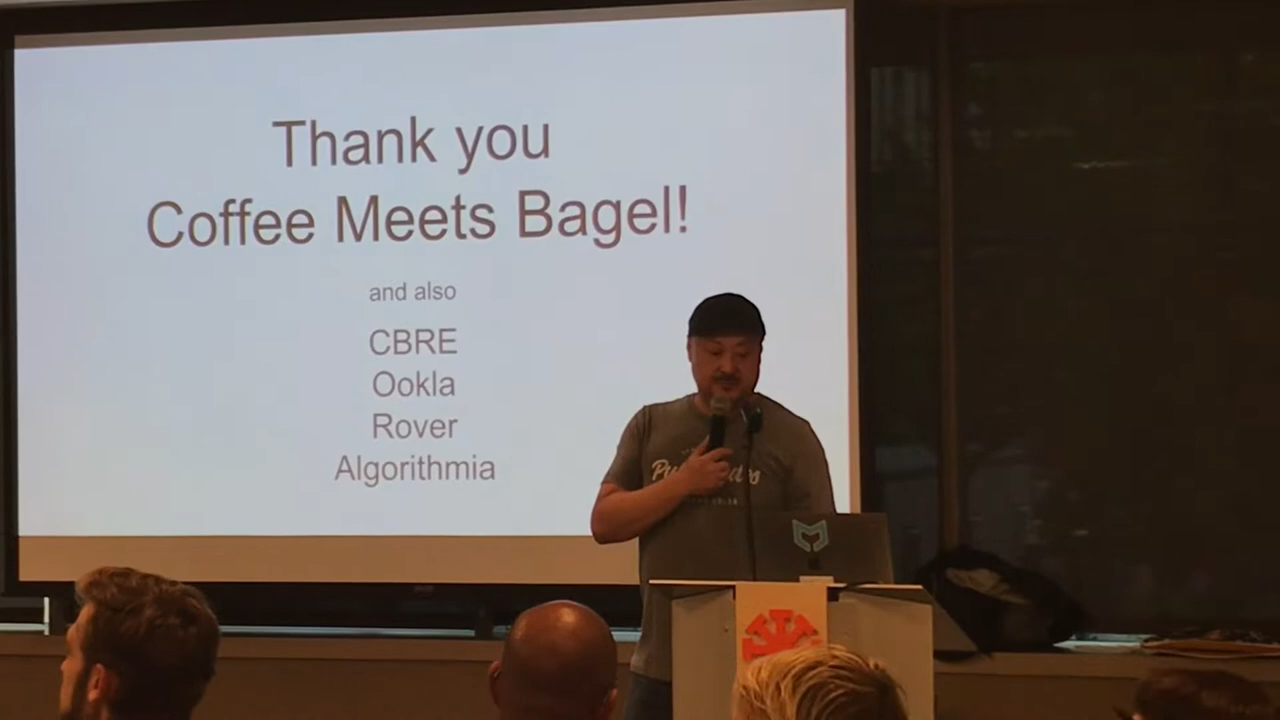 Thank you
Coffee Meets Bagel!
and also
CBRE
Ookla
Rover
Algorithmia